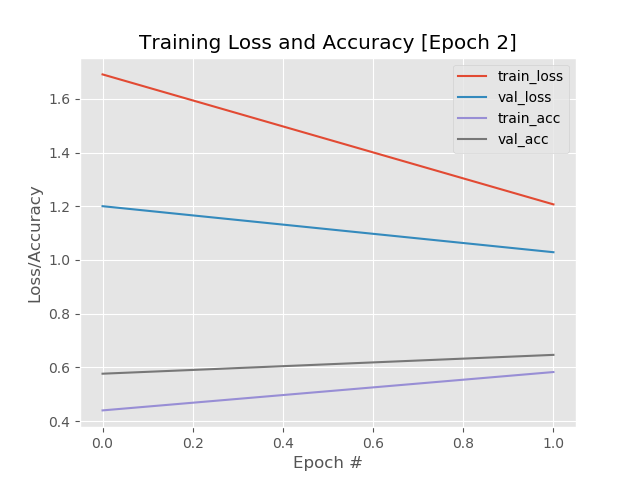 Training Loss and Accuracy [Epoch 2]
train_loss
val_loss
train_acc
val_acc
Loss/Accuracy
1.6
1.4
1.2
1.0
0.8
0.6
0.4
0.0 0.2 0.4 0.6 0.8 1.0
Epoch #